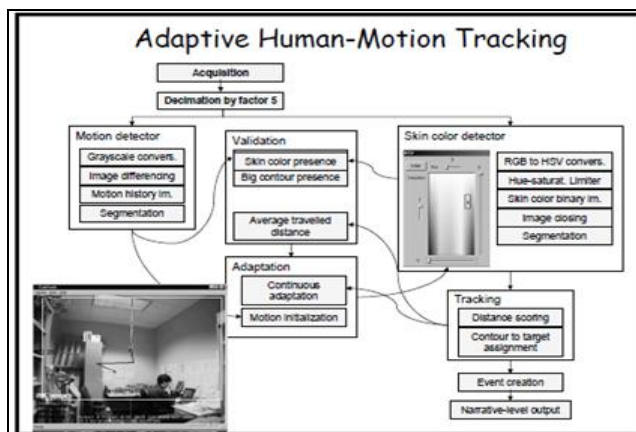 Adaptive Human-Motion Tracking
Acquisition
Decimation by factor 5
Motion detector
Grayscale convers.
Image differencing
Motion history im.
Segmentation
Validation
Skin color presence
Big contour presence
Average travelled
distance
Adaptation
Continuous
adaptation
Motion initialization
Skin color detector
RGB to HSV convers.
Hue-saturat. Limiter
Skin color binary im.
Image closing
Segmentation
Tracking
Distance scoring
Contour to target
assignment
Event creation
Narrative-level output